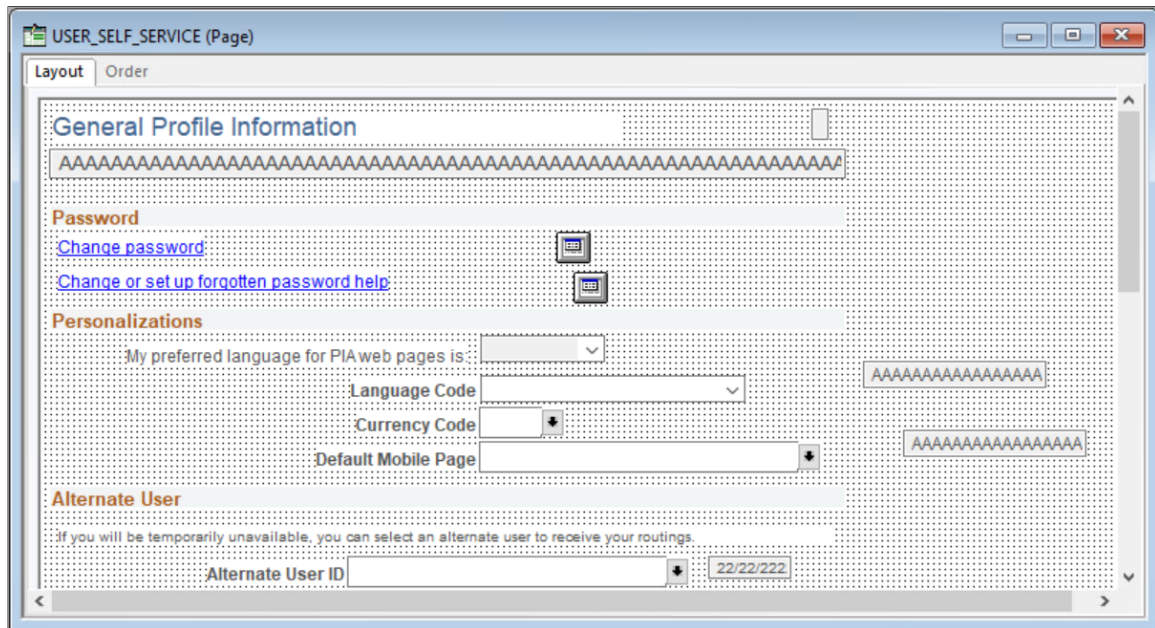 USER_SELF_SERVICE (Page)
Layout Order
General Profile Information
AAAAAAAAAAAAAAAAAAAAAAAAAAAAAAAAAAAAAAAAAAAAAAAAAAAAAAAAAAAA
Password
Change password
Change or set up forgotten password help
Personalizations
My preferred language for PIA web pages is:
AAAAAAAAAAAAAAAAA
Language Code
Currency Code
AAAAAAAAAAAAAAAAA
Default Mobile Page
Alternate User
If you will be temporarily unavailable, you can select an alternate user to receive your routings.
Alternate User ID 22/22/222